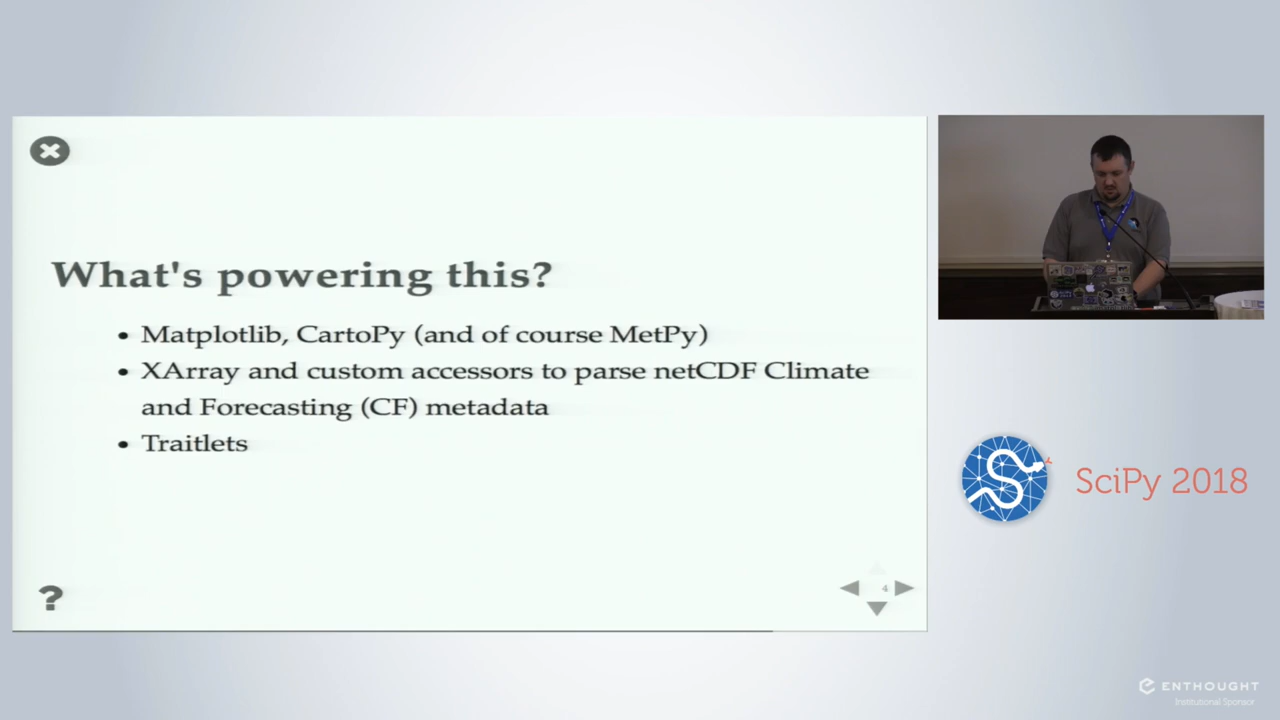 What's powering this?
• Matplotlib, CartoPy (and of course MetPy)
• XArray and custom accessors to parse netCDF Climate
and Forecasting (CF) metadata
• Traitlets
?
4
SciPy 2018
ENTHOUGHT
Institutional Sponsor